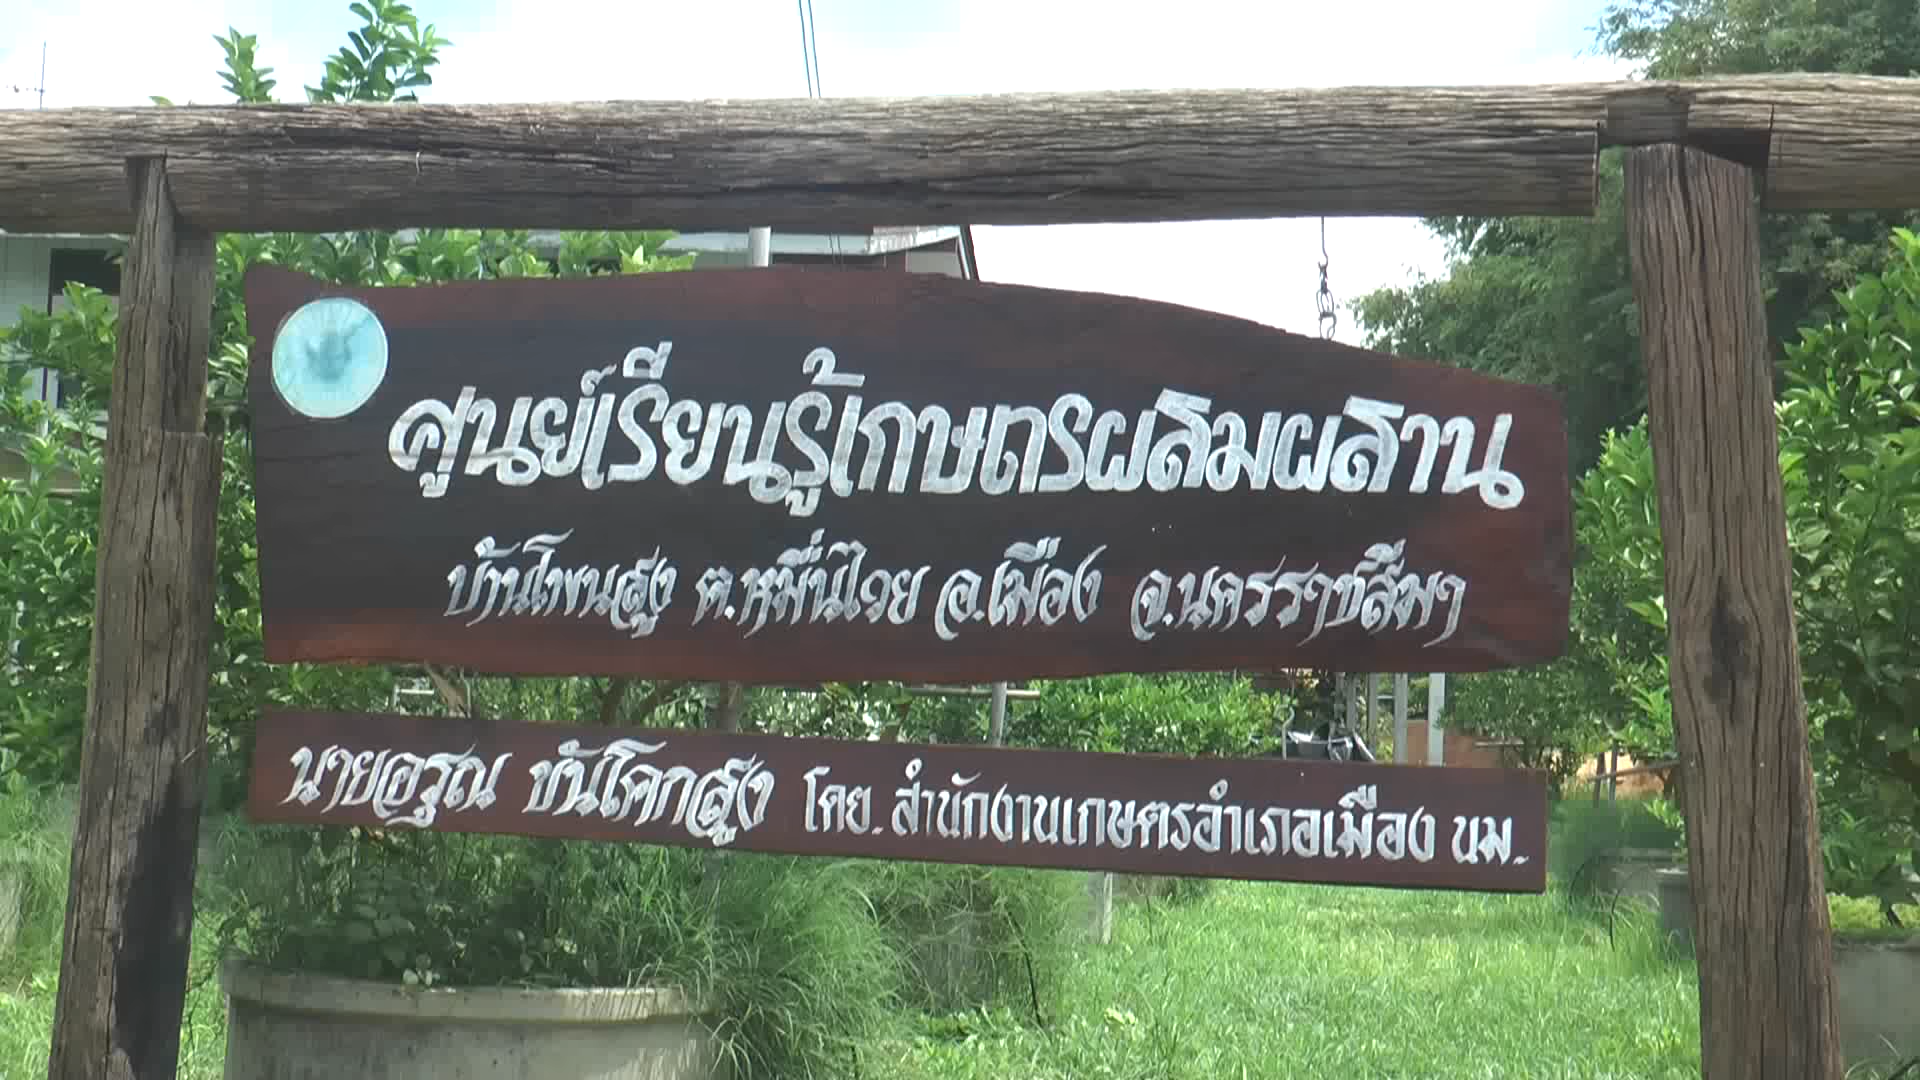 ศูนย์เรียนรู้เกษตรผสมผสาน
บ้านโพนสูง ต.หมื่นไวย อ.เมือง จ.นครราชสีมา
นายอรุณ ขันโคกสูง โดย. สำนักงานเกษตรอำเภอเมือง นม.